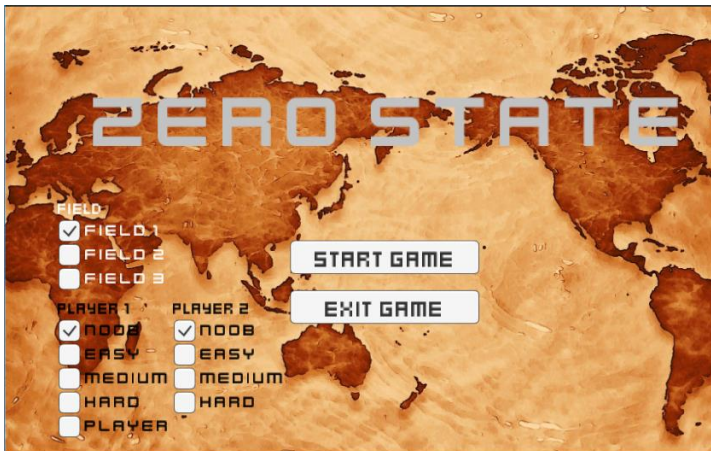 ZERO STATE
FIELD
FIELD 1
FIELD 2
FIELD 3
START GAME
EXIT GAME
PLAYER 1
NOOB
EASY
MEDIUM
HARD
PLAYER
PLAYER 2
NOOB
EASY
MEDIUM
HARD